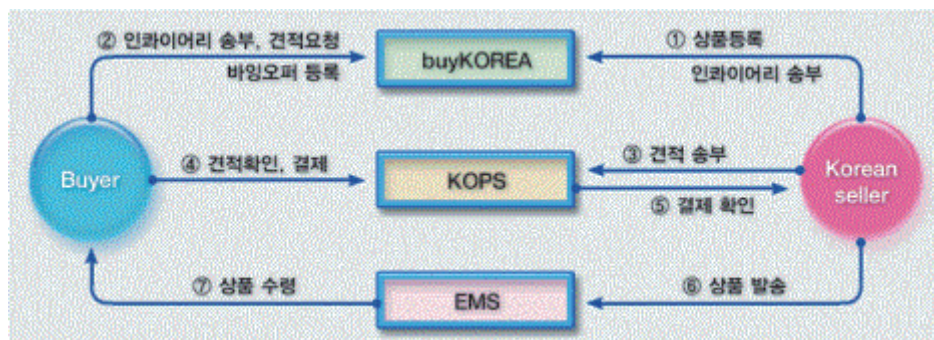 ② 인콰이어리 송부, 견적요청
바잉오퍼 등록
buyKOREA
① 상품등록
인콰이어리 송부
Buyer
④ 견적확인, 결제
KOPS
③ 견적 송부
⑤ 결제 확인
Korean
seller
⑦ 상품 수령
EMS
⑥ 상품 발송